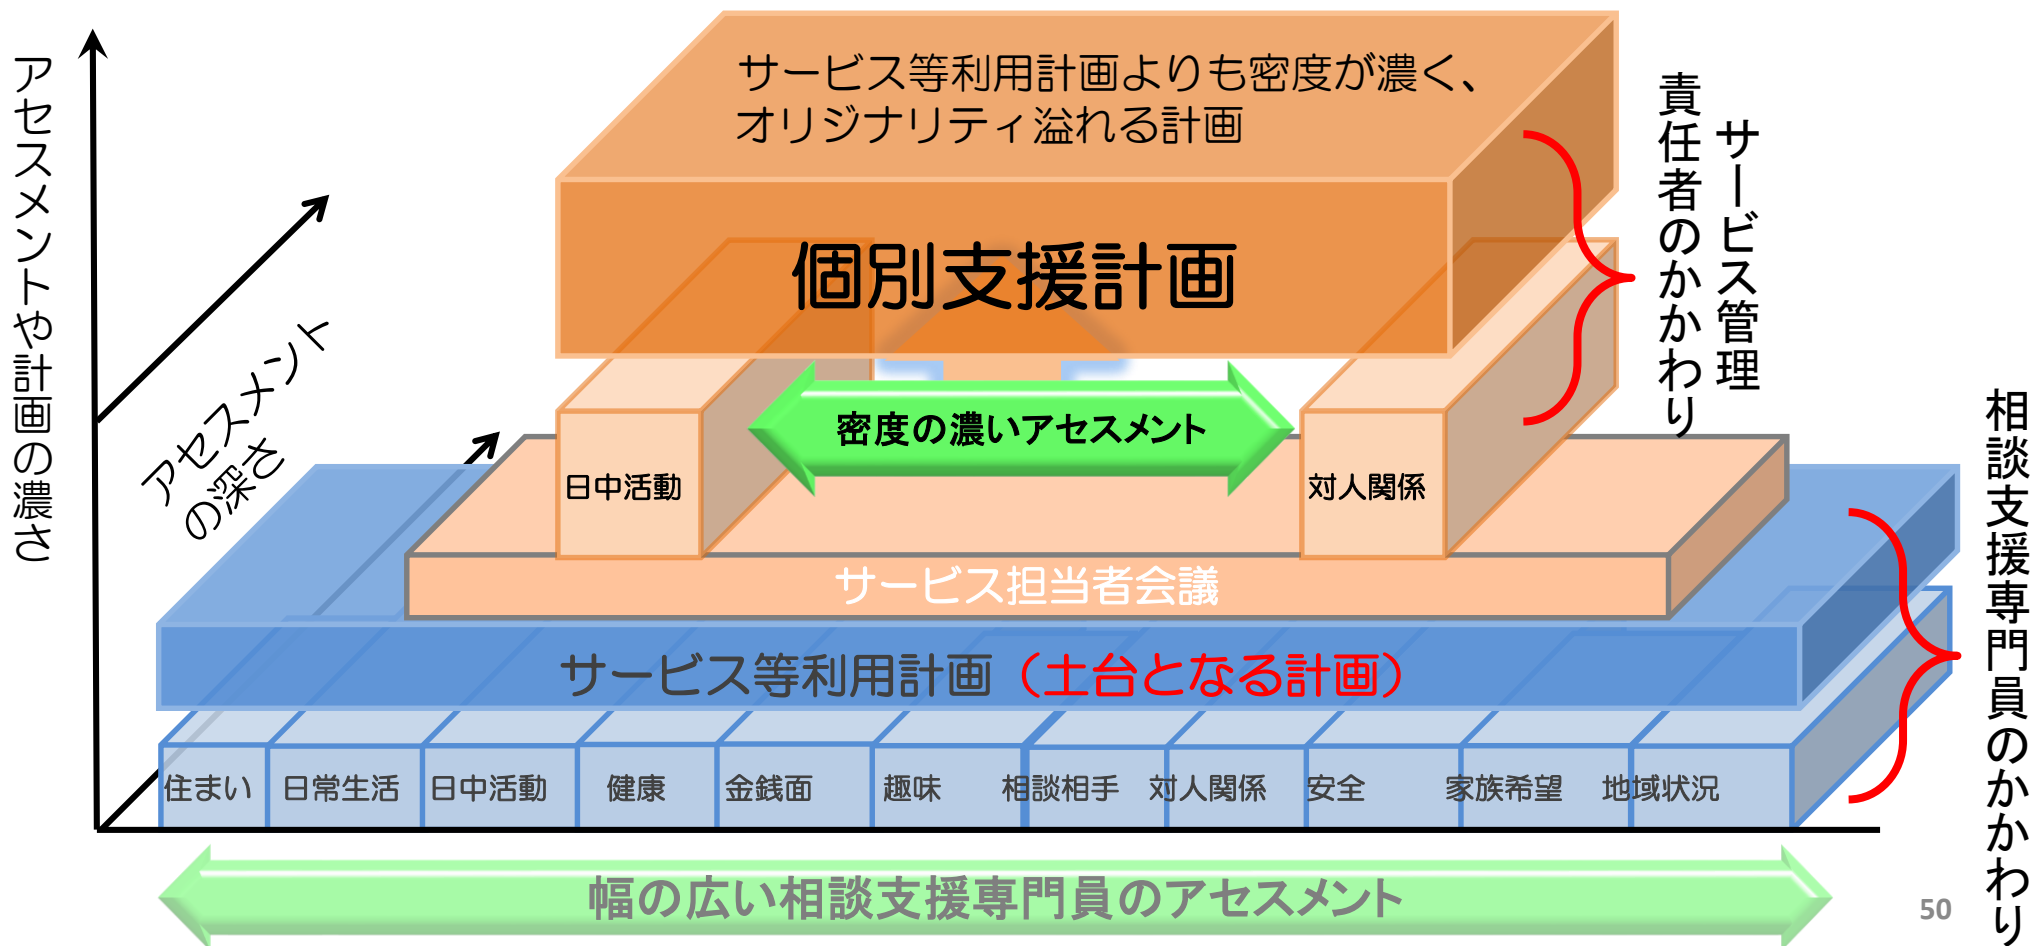 アセスメントや計画の濃さ
アセスメント
の深さ
サービス等利用計画よりも密度が濃く、
オリジナリティ溢れる計画
個別支援計画
サービス管理
責任者のかかわり
密度の濃いアセスメント
日中活動
対人関係
サービス担当者会議
サービス等利用計画（土台となる計画）
住まい
日常生活
日中活動
健康
金銭面
趣味
相談相手
対人関係
安全
家族希望
地域状況
相談支援専門員のかかわり
幅の広い相談支援専門員のアセスメント
50